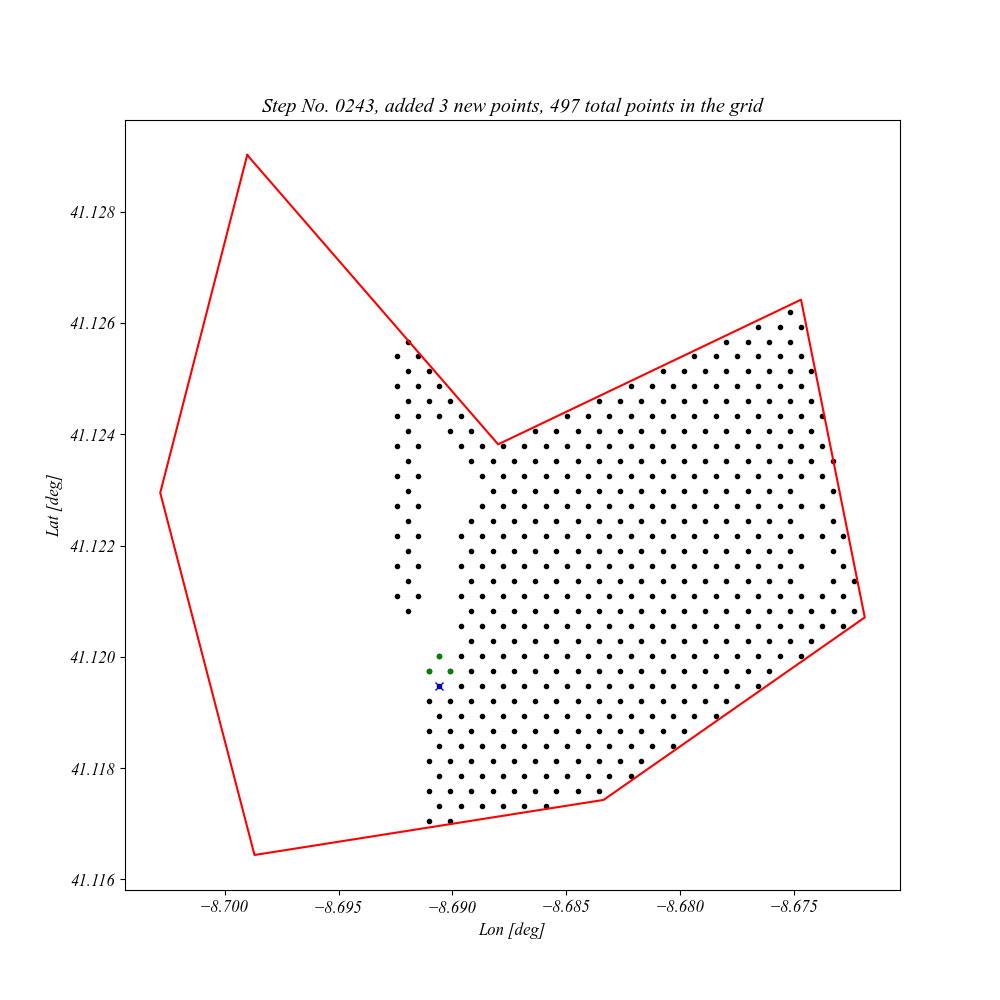 Step No. 0243, added 3 new points, 497 total points in the grid
41.128
41.126
41.124
41.122
41.120
41.118
41.116
Lat [deg]
−8.700 −8.695 −8.690 −8.685 −8.680 −8.675
Lon [deg]